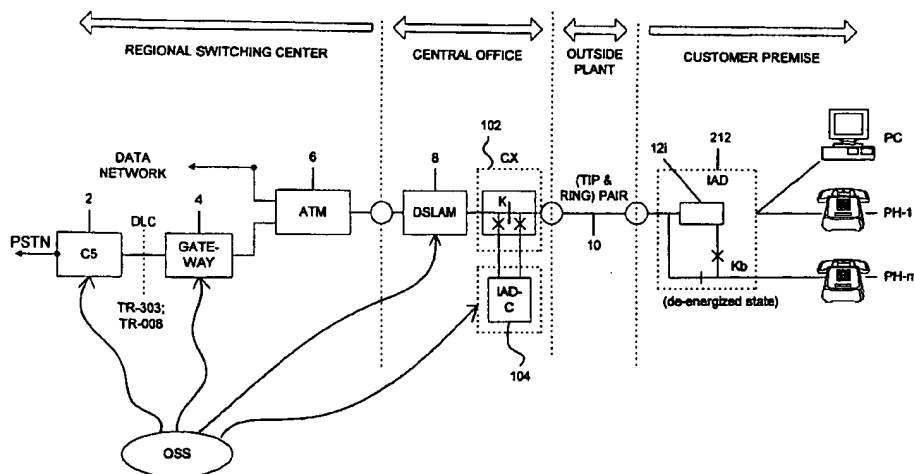 REGIONAL SWITCHING CENTER
CENTRAL OFFICE
OUTSIDE
PLANT
CUSTOMER PREMISE
102
CX
12i
212
IAD
PC
DATA
NETWORK
6
8
K
(TIP &
RING) PAIR
2
DLC
4
ATM
DSLAM
10
PH-1
PSTN
C5
GATE-
WAY
Kb
PH-n
TR-303;
TR-008
IAD-
C
(de-energized state)
104
OSS